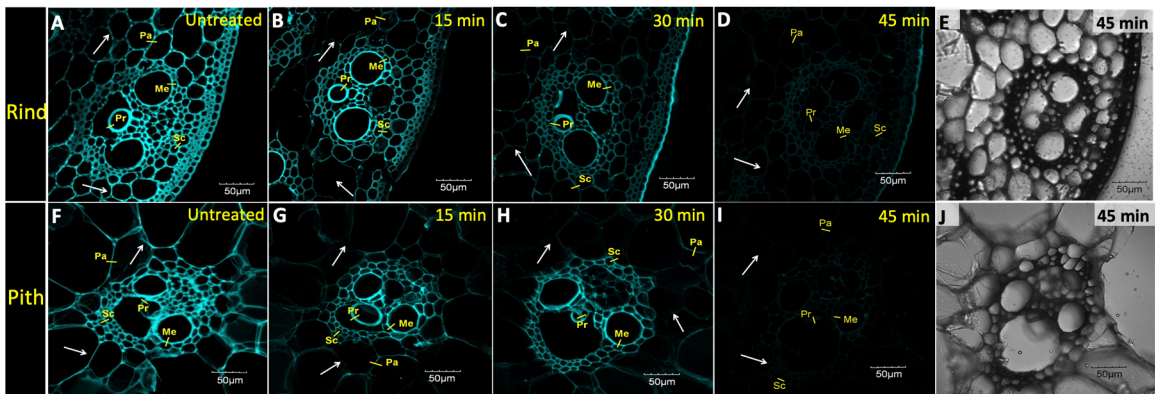 A Untreated
Pa
Me
Pr
Sc
50µm
B 15 min
Pa
Me
Pr
Sc
50µm
C 30 min
Pa
Me
Pr
Sc
50µm
D 45 min
Pa
Pr
Me
Sc
50µm
E 45 min
50µm
Rind
F Untreated
Pa
Pr
Sc
Me
50µm
G 15 min
Pr
Me
Sc
Pa
50µm
H 30 min
Sc
Pa
Pr
Me
50µm
I 45 min
Pa
Pr
Me
Sc
50µm
J 45 min
50µm
Pith